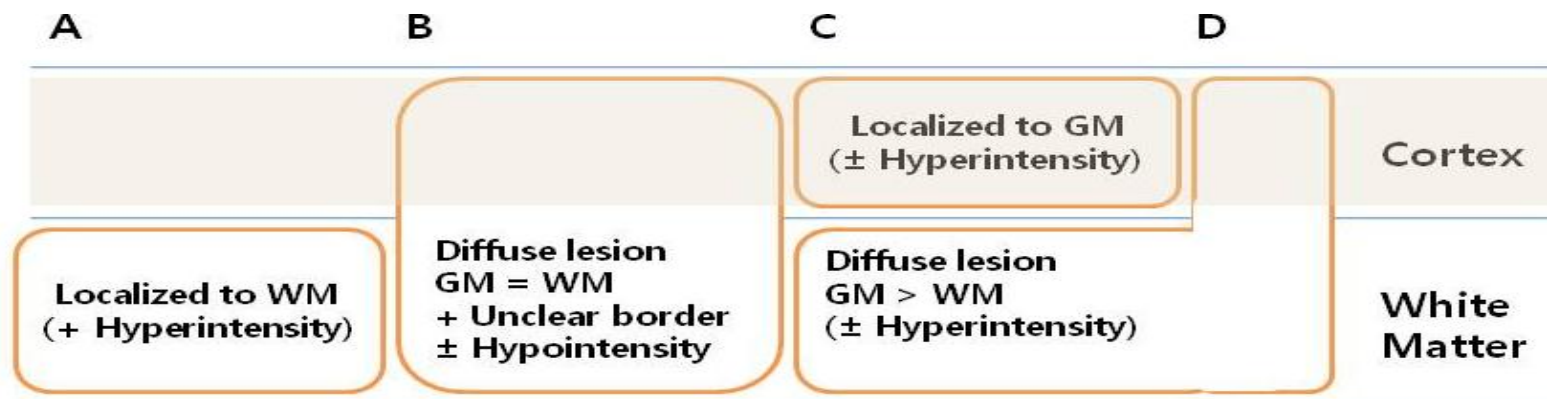 A
B
C
D
Localized to GM
(± Hyperintensity)
Cortex
Localized to WM
(+ Hyperintensity)
Diffuse lesion
GM = WM
+ Unclear border
± Hypointensity
Diffuse lesion
GM > WM
(± Hyperintensity)
White
Matter